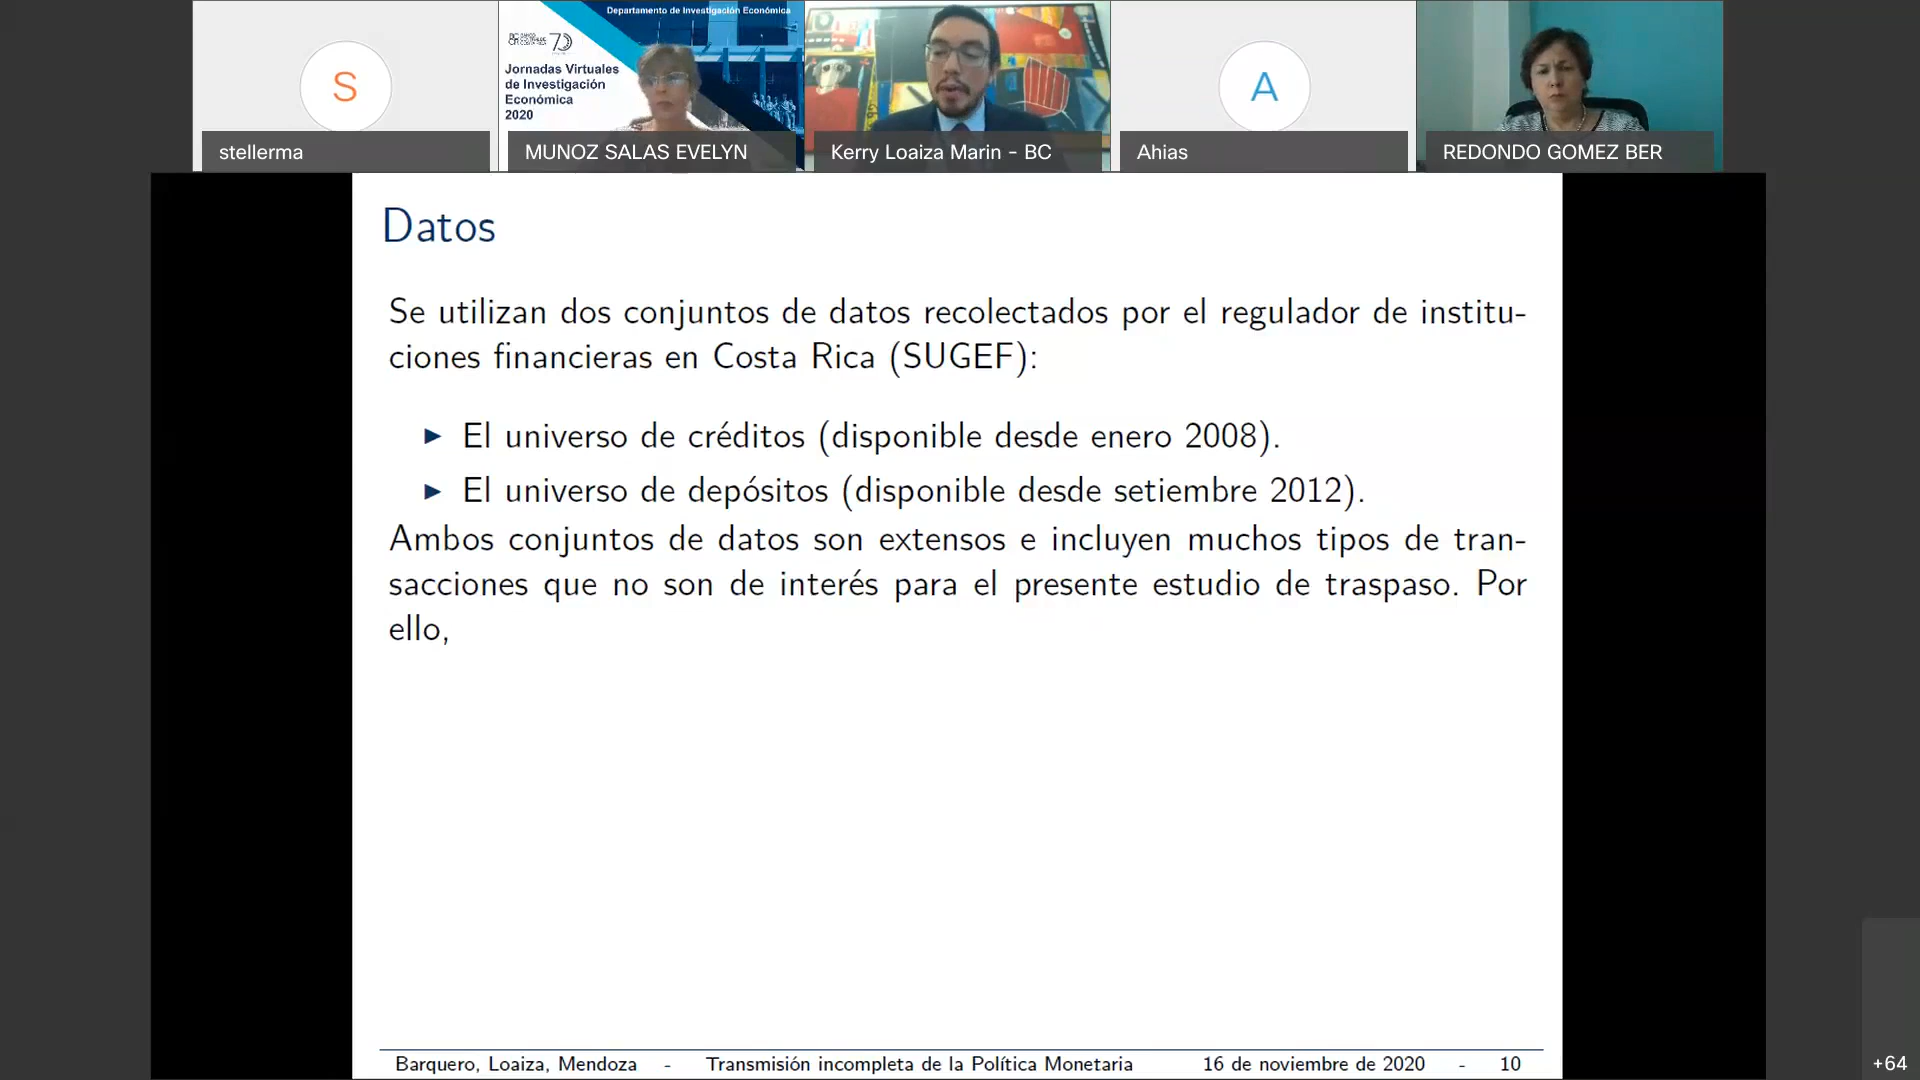 Departamento de Investigación Económica
Jornadas Virtuales
de Investigación
Económica
2020
S
A
stellerma
MUNOZ SALAS EVELYN
Kerry Loaiza Marin - BC
Ahias
REDONDO GOMEZ BER
Datos
Se utilizan dos conjuntos de datos recolectados por el regulador de institu-
ciones financieras en Costa Rica (SUGEF):
► El universo de créditos (disponible desde enero 2008).
► El universo de depósitos (disponible desde setiembre 2012).
Ambos conjuntos de datos son extensos e incluyen muchos tipos de tran-
sacciones que no son de interés para el presente estudio de traspaso. Por
ello,
Barquero, Loaiza, Mendoza - Transmisión incompleta de la Política Monetaria 16 de noviembre de 2020 - 10
+64